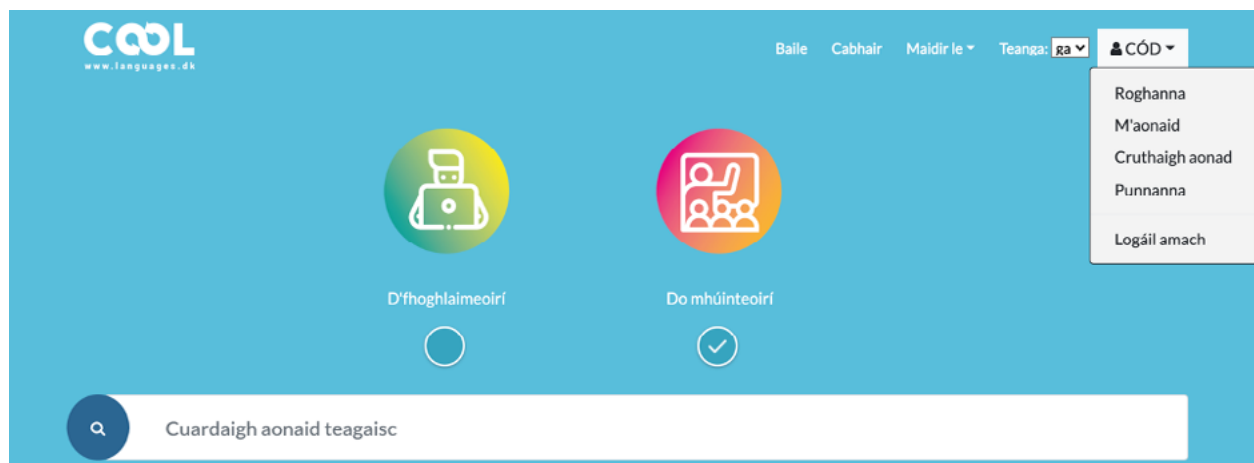 COOL
www.languages.dk
Baile Cabhair Maidir le Teanga: ga CÓD
Roghanna
M'aonaid
Cruthaigh aonad
Punnanna
Logáil amach
D'fhoghlaimeoirí Do mhúinteoirí
Cuardaigh aonaid teagaisc